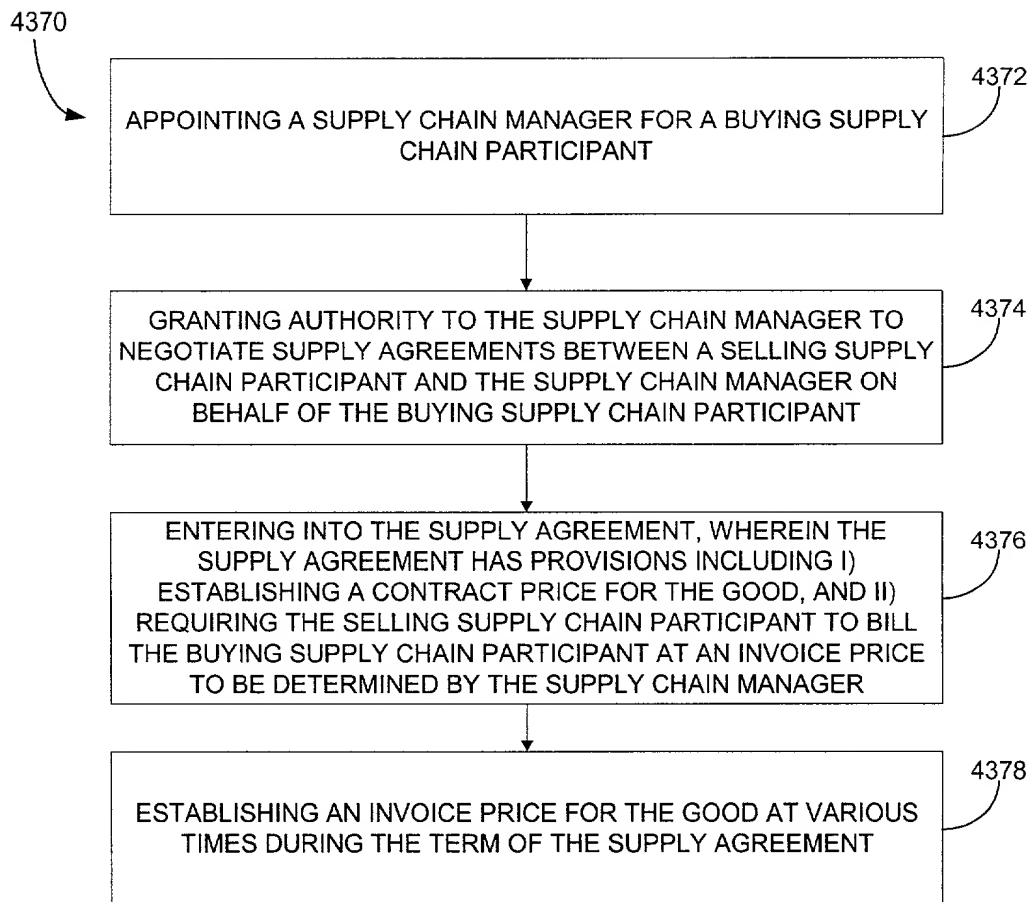 4370
4372
APPOINTING A SUPPLY CHAIN MANAGER FOR A BUYING SUPPLY
CHAIN PARTICIPANT
4374
GRANTING AUTHORITY TO THE SUPPLY CHAIN MANAGER TO
NEGOTIATE SUPPLY AGREEMENTS BETWEEN A SELLING SUPPLY
CHAIN PARTICIPANT AND THE SUPPLY CHAIN MANAGER ON
BEHALF OF THE BUYING SUPPLY CHAIN PARTICIPANT
4376
ENTERING INTO THE SUPPLY AGREEMENT, WHEREIN THE
SUPPLY AGREEMENT HAS PROVISIONS INCLUDING I)
ESTABLISHING A CONTRACT PRICE FOR THE GOOD, AND II)
REQUIRING THE SELLING SUPPLY CHAIN PARTICIPANT TO BILL
THE BUYING SUPPLY CHAIN PARTICIPANT AT AN INVOICE PRICE
TO BE DETERMINED BY THE SUPPLY CHAIN MANAGER
4378
ESTABLISHING AN INVOICE PRICE FOR THE GOOD AT VARIOUS
TIMES DURING THE TERM OF THE SUPPLY AGREEMENT